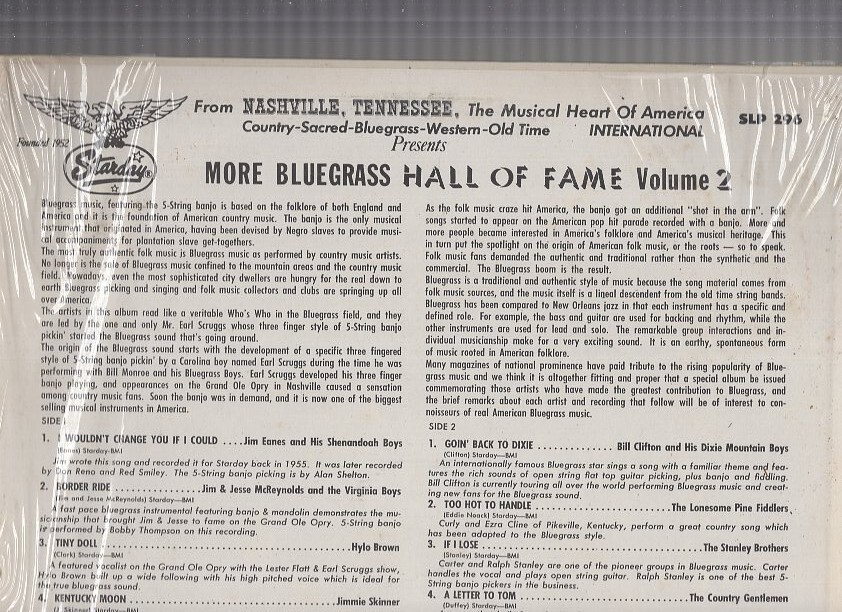 From NASHVILLE, TENNESSEE, The Musical Heart Of America
SLP 296
Country-Sacred-Bluegrass-Western-Old Time INTERNATIONAL
Founded 1952
Presents
Starday
MORE BLUEGRASS HALL OF FAME Volume 2
Bluegrass music, featuring the 5-String banjo is based on the folklore of both England and
America and it is the foundation of American country music. The banjo is the only musical
instrument that originated in America, having been devised by Negro slaves to provide musi-
cal accompaniment for plantation slave get-togethers.
The most truly authentic folk music is Bluegrass music as performed by country music artists.
No longer is the role of Bluegrass music confined to the mountain areas and the country music
field. Nowadays, even the most sophisticated city dwellers are hungry for the real down to
earth Bluegrass picking and singing and folk music collectors and clubs are springing up all
over America.
The artists in this album read like a veritable Who's Who in the Bluegrass field, and they
are led by the one and only Mr. Earl Scruggs whose three finger style of 5-String banjo
pickin' started the Bluegrass sound that's going around.
The origin of the Bluegrass sound starts with the development of a specific three fingered
style of 5-String banjo pickin' by a Carolina boy named Earl Scruggs during the time he was
performing with Bill Monroe and his Bluegrass Boys. Earl Scruggs developed his three finger
banjo playing, and appearances on the Grand Ole Opry in Nashville caused a sensation
among country music fans. Soon the banjo was in demand, and it is now one of the biggest
selling musical instruments in America.
SIDE 1
1. I WOULDN'T CHANGE YOU IF I COULD ....Jim Eanes and His Shenandoah Boys
(Eanes) Starday-BMI
Jim wrote this song and recorded it for Starday back in 1955. It was later recorded
by Don Reno and Red Smiley. The 5-String banjo picking is by Alan Shelton.
2. BORDER RIDE ................Jim & Jesse McReynolds and the Virginia Boys
(Jim and Jesse McReynolds) Starday—BMI
A fast pace bluegrass instrumental featuring banjo & mandolin demonstrates the mu-
sicianship that brought Jim & Jesse to fame on the Grand Ole Opry. 5-String banjo
is performed by Bobby Thompson on this recording.
3. TINY DOLL ................................................Hylo Brown
(Clark) Starday—BMI
A featured vocalist on the Grand Ole Opry with the Lester Flatt & Earl Scruggs show,
Hylo Brown built up a wide following with his high pitched voice which is ideal for
the true bluegrass sound.
4. KENTUCKY MOON ........................................Jimmie Skinner
(J. Skinner) Starday—BMI
As the folk music craze hit America, the banjo got an additional "shot in the arm". Folk
songs started to appear on the American pop hit parade recorded with a banjo. More and
more people became interested in America's folklore and America's musical heritage. This
in turn put the spotlight on the origin of American folk music, or the roots — so to speak.
Folk music fans demanded the authentic and traditional rather than the synthetic and the
commercial. The Bluegrass boom is the result.
Bluegrass is a traditional and authentic style of music because the song material comes from
folk music sources, and the music itself is a lineal descendent from the old time string bands.
Bluegrass has been compared to New Orleans jazz in that each instrument has a specific and
defined role. For example, the bass and guitar are used for backing and rhythm, while the
other instruments are used for lead and solo. The remarkable group interactions and in-
dividual musicianship make for a very exciting sound. It is an earthy, spontaneous form
of music rooted in American folklore.
Many magazines of national prominence have paid tribute to the rising popularity of Blue-
grass music and we think it is altogether fitting and proper that a special album be issued
commemorating those artists who have made the greatest contribution to Bluegrass, and
the brief remarks about each artist and recording that follow will be of interest to con-
noisseurs of real American Bluegrass music.
SIDE 2
1. GOIN' BACK TO DIXIE .............. Bill Clifton and His Dixie Mountain Boys
(Clifton) Starday—BMI
An internationally famous Bluegrass star sings a song with a familiar theme and fea-
tures the rich sounds of open string flat top guitar picking, plus banjo and fiddling.
Bill Clifton is currently touring all over the world performing Bluegrass music and creat-
ing new fans for the Bluegrass sound.
2. TOO HOT TO HANDLE ........................The Lonesome Pine Fiddlers
(Eddie Noack) Starday—BMI
Curly and Ezra Cline of Pikeville, Kentucky, perform a great country song which
has been adapted to the Bluegrass style.
3. IF I LOSE ........................................The Stanley Brothers
(Stanley) Starday—BMI
Carter and Ralph Stanley are one of the pioneer groups in Bluegrass music. Carter
handles the vocal and plays open string guitar. Ralph Stanley is one of the best 5-
String banjo pickers in the business.
4. A LETTER TO TOM ...............................The Country Gentlemen
(Duffey) Starday—BMI